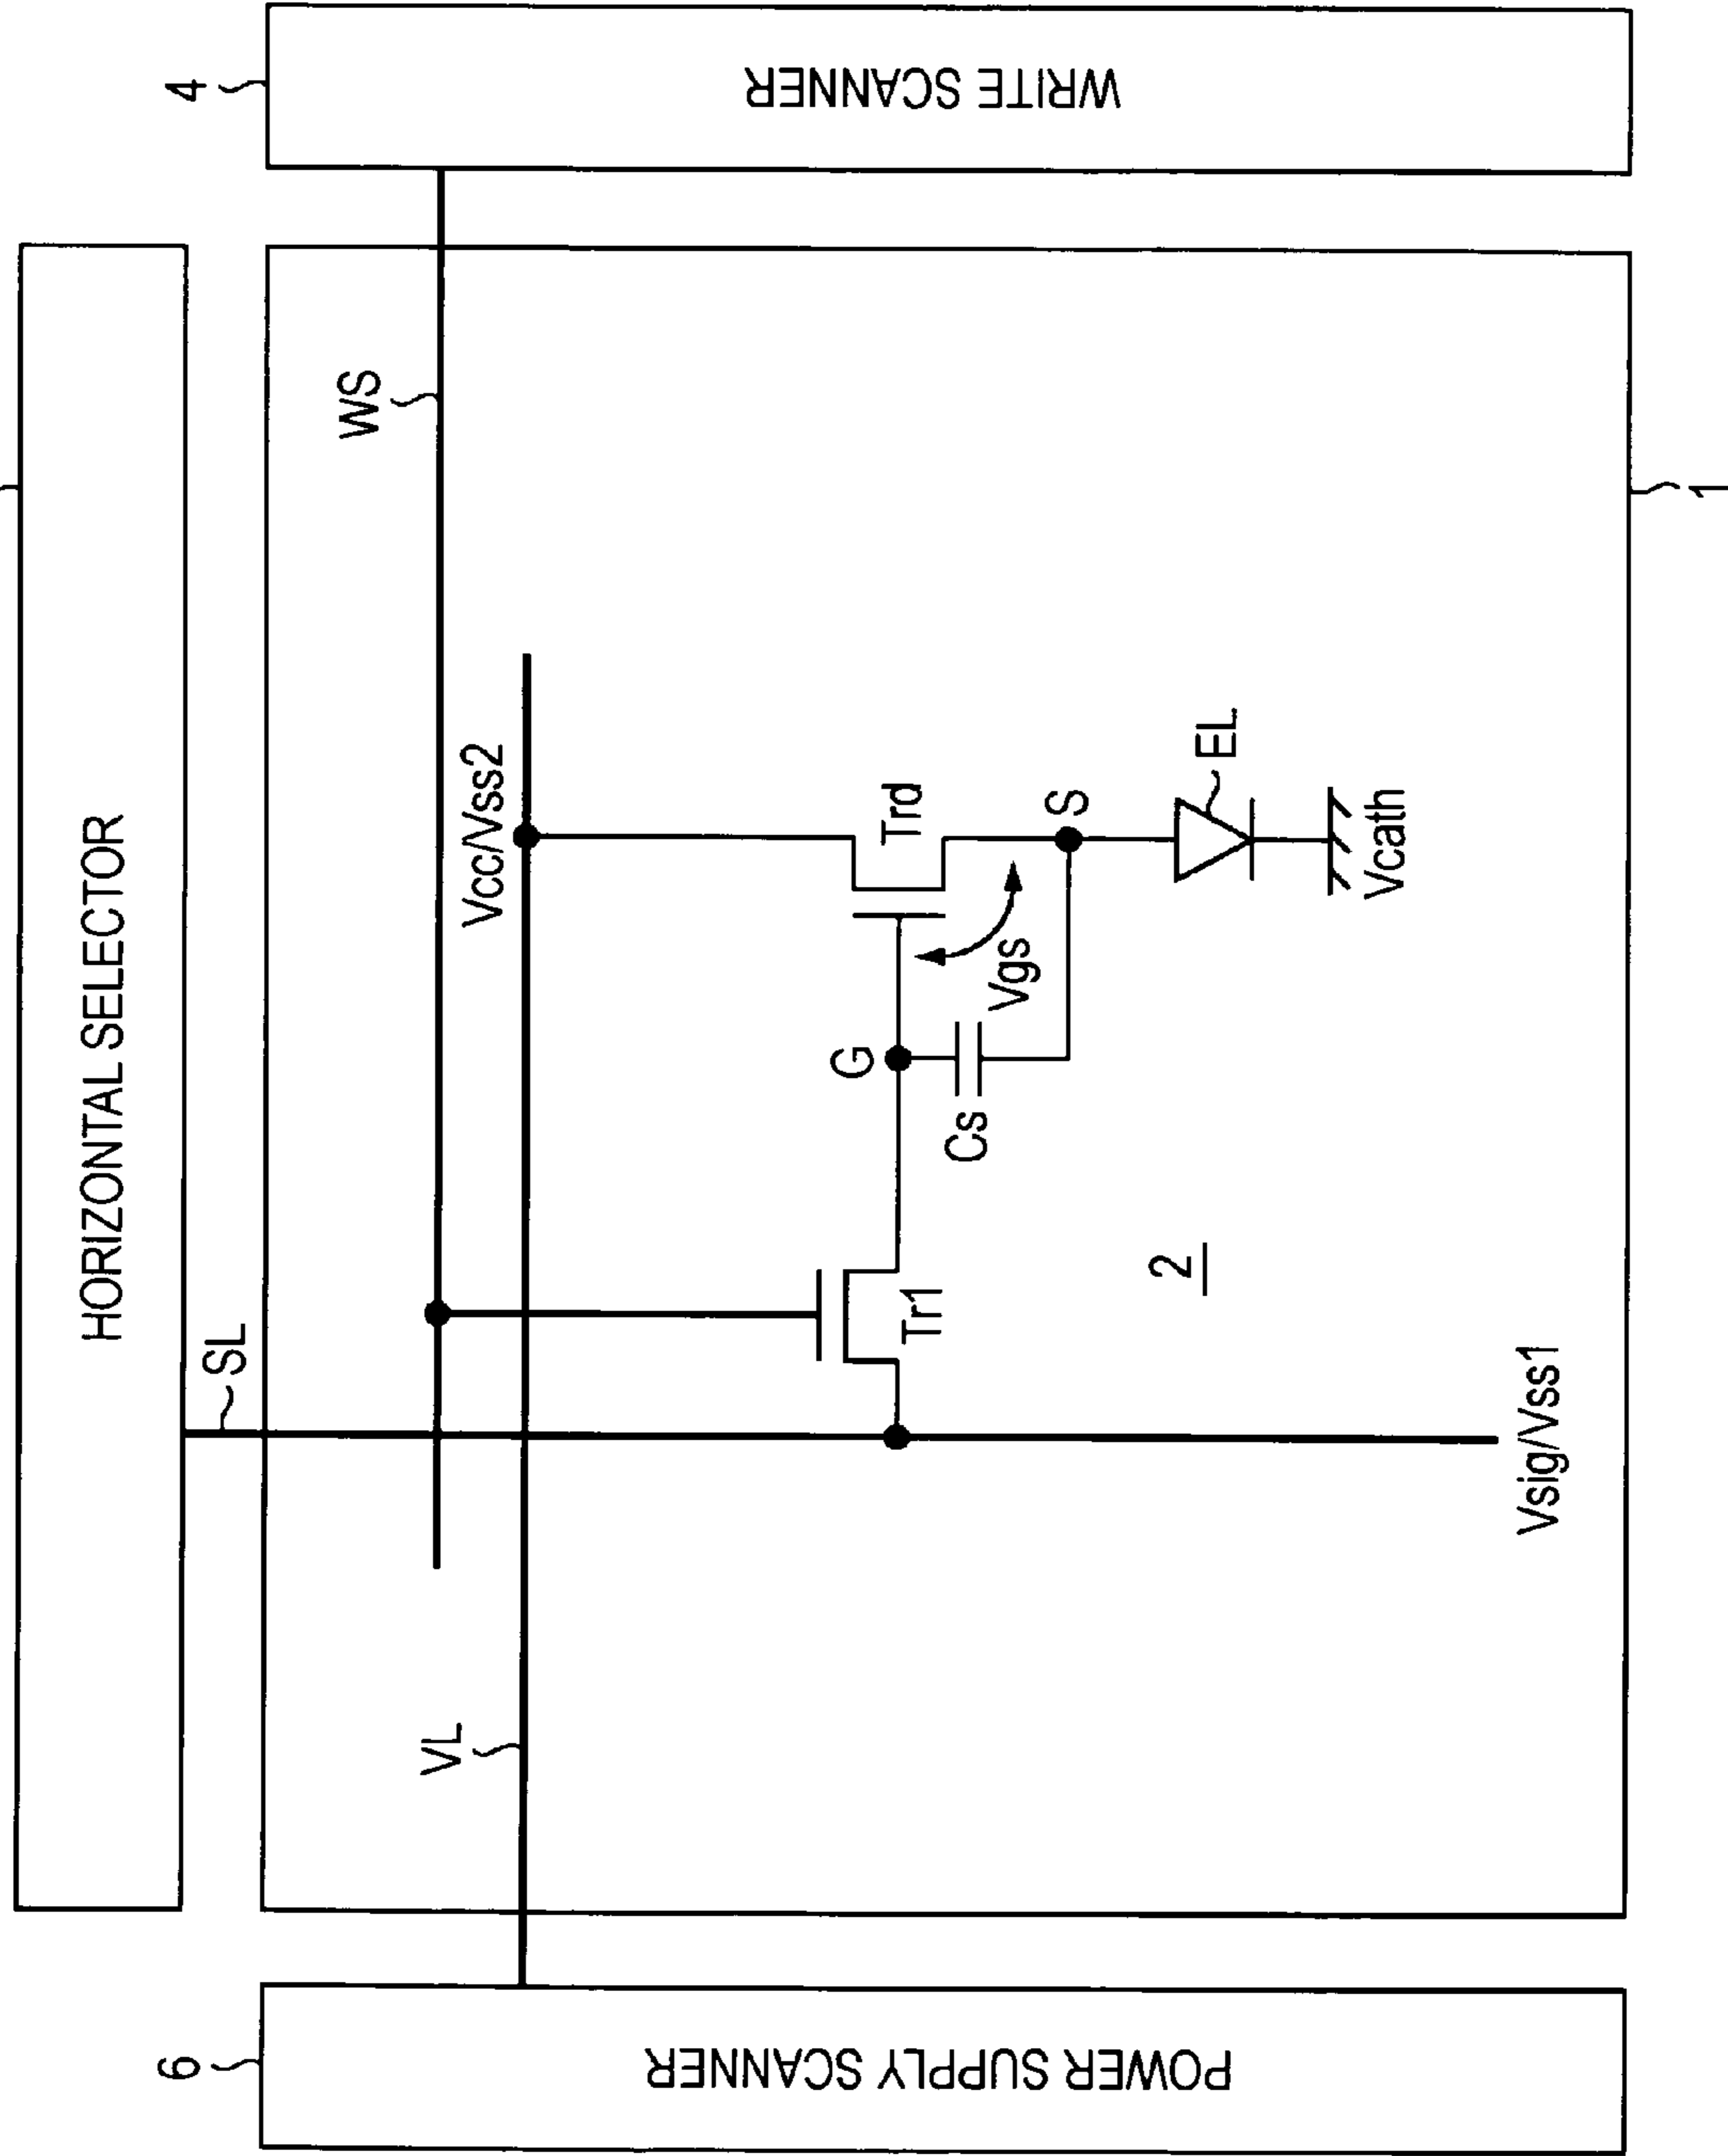 HORIZONTAL SELECTOR
6
4
SL
POWER SUPPLY SCANNER
WRITE SCANNER
VL
WS
Vcc/Vss2
G
Trd
Tr1
Cs
Vgs
S
2
EL
Vsig/Vss1
Vcath
1